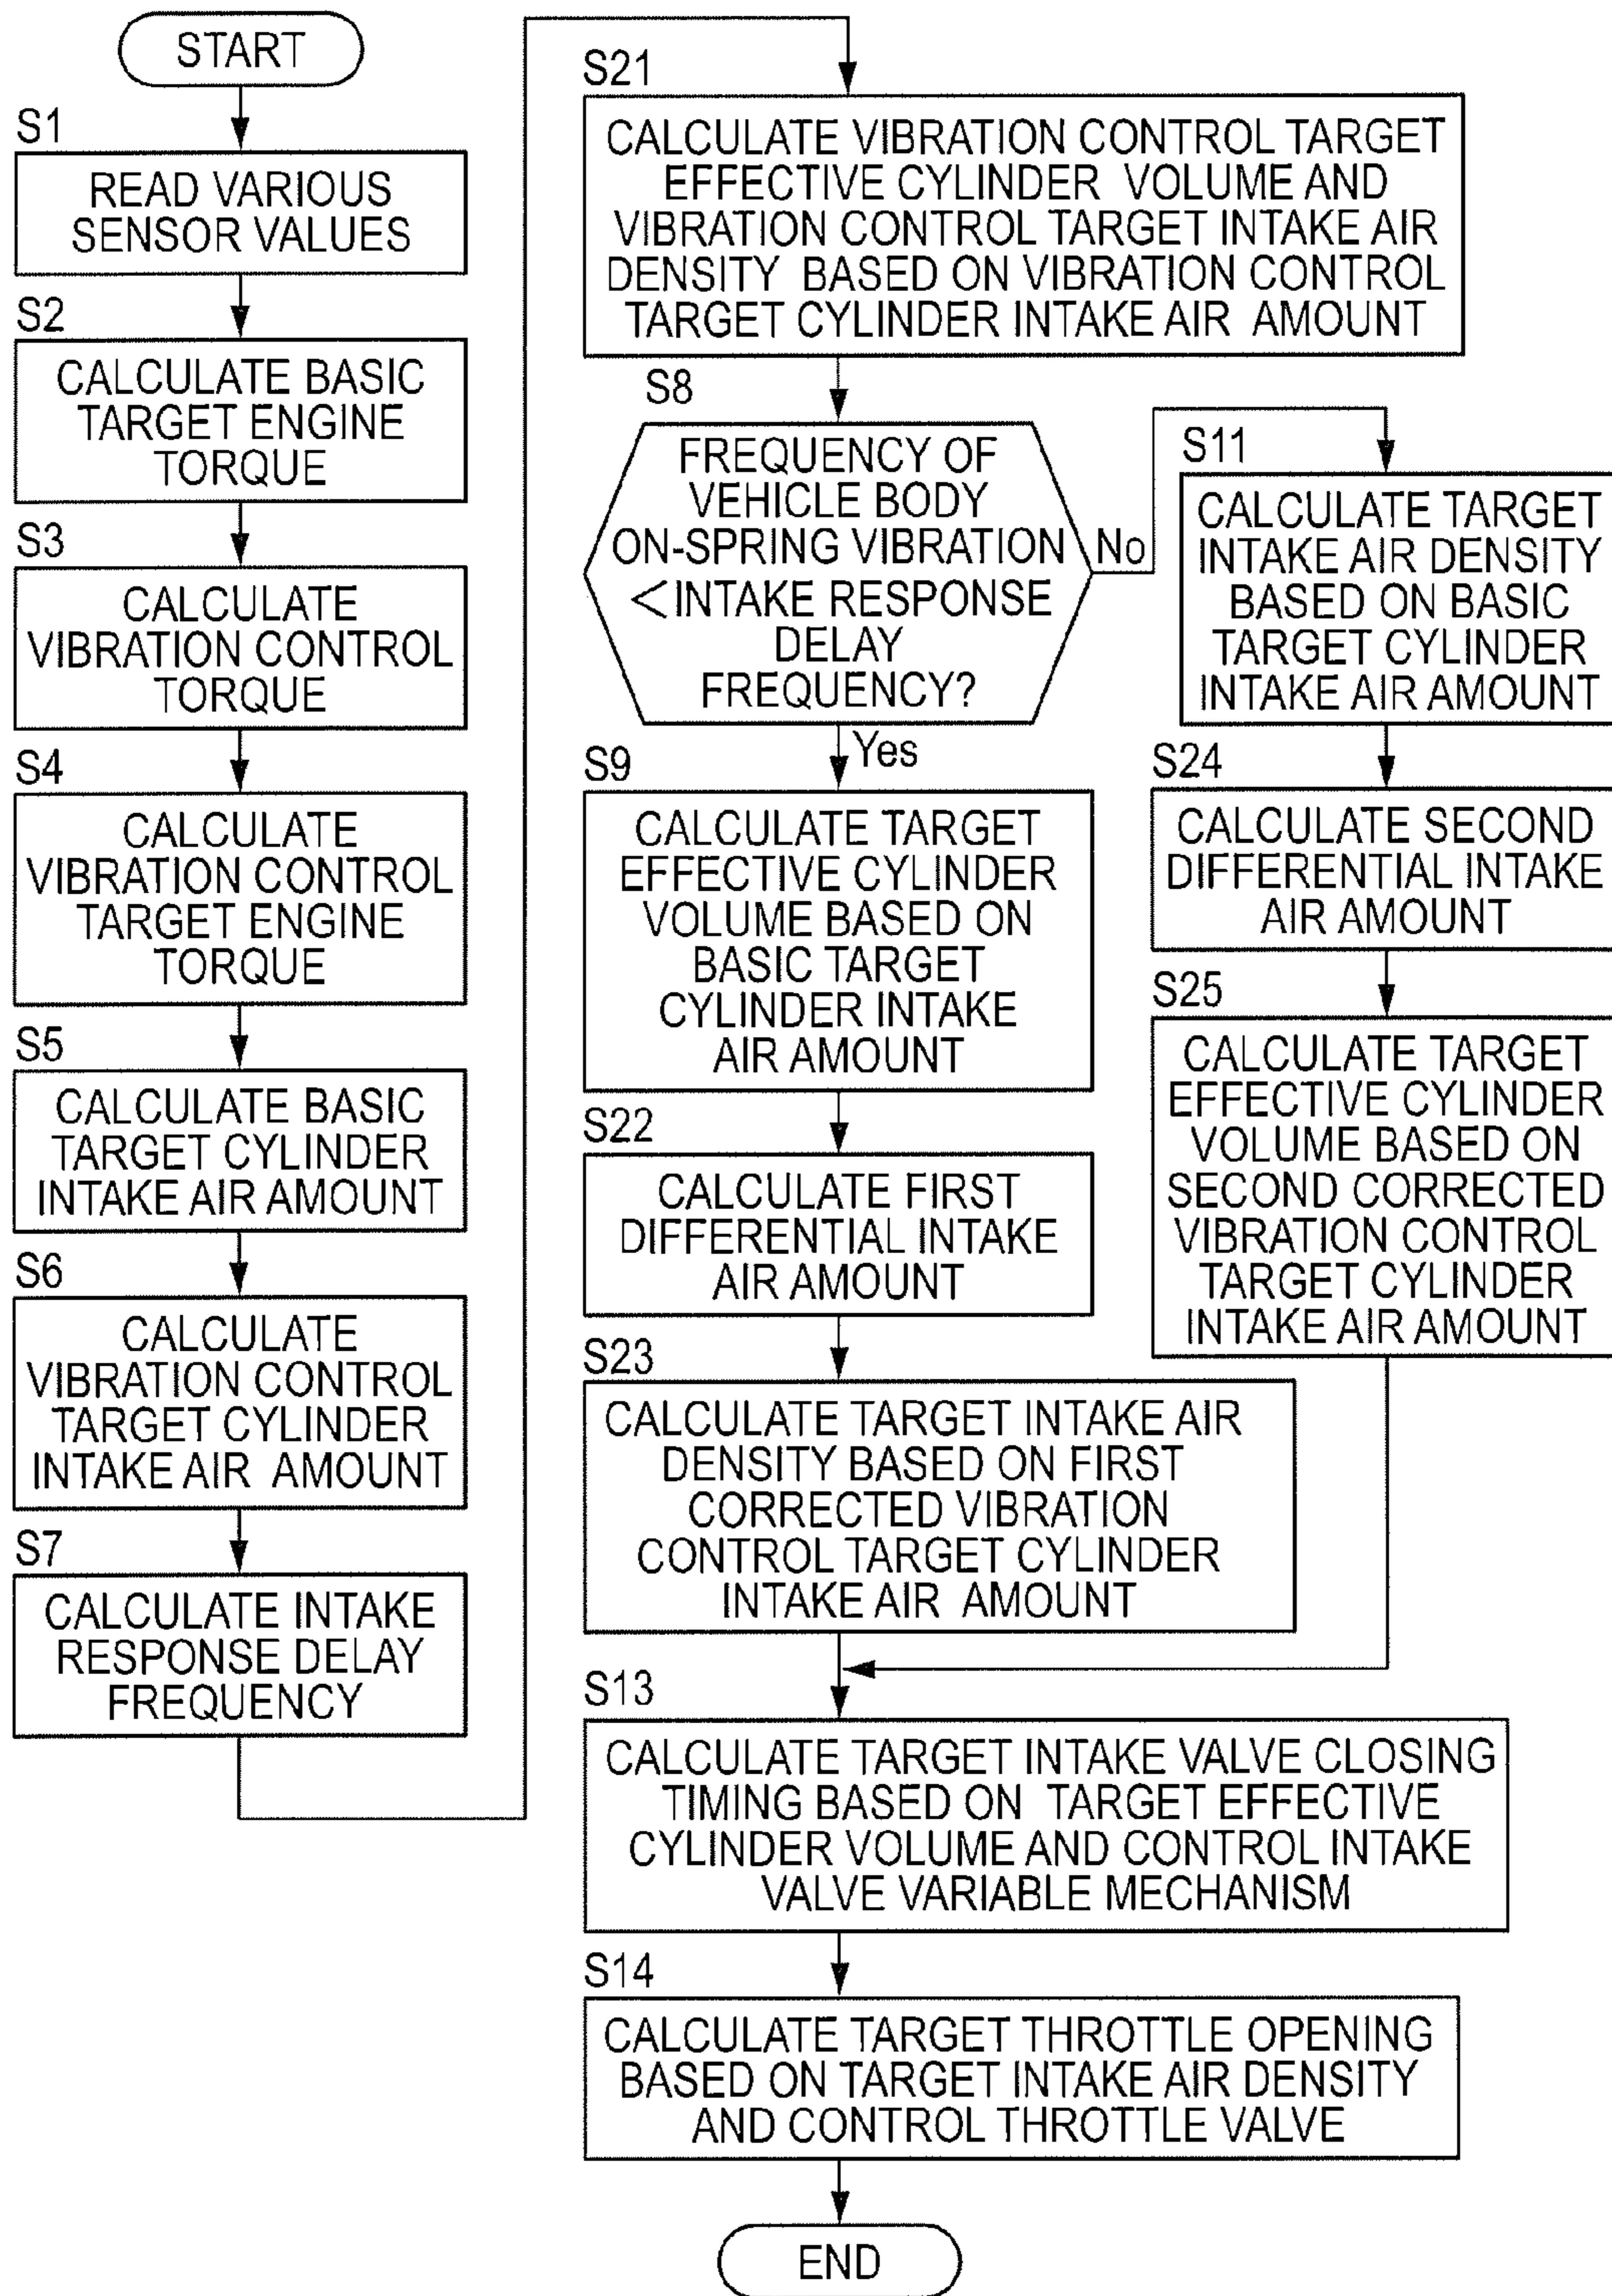 START
S1
READ VARIOUS
SENSOR VALUES
S2
CALCULATE BASIC
TARGET ENGINE
TORQUE
S3
CALCULATE
VIBRATION CONTROL
TORQUE
S4
CALCULATE
VIBRATION CONTROL
TARGET ENGINE
TORQUE
S5
CALCULATE BASIC
TARGET CYLINDER
INTAKE AIR AMOUNT
S6
CALCULATE
VIBRATION CONTROL
TARGET CYLINDER
INTAKE AIR AMOUNT
S7
CALCULATE INTAKE
RESPONSE DELAY
FREQUENCY
S21
CALCULATE VIBRATION CONTROL TARGET
EFFECTIVE CYLINDER VOLUME AND
VIBRATION CONTROL TARGET INTAKE AIR
DENSITY BASED ON VIBRATION CONTROL
TARGET CYLINDER INTAKE AIR AMOUNT
S8
FREQUENCY OF
VEHICLE BODY
ON-SPRING VIBRATION
<INTAKE RESPONSE
DELAY
FREQUENCY?
No
Yes
S9
CALCULATE TARGET
EFFECTIVE CYLINDER
VOLUME BASED ON
BASIC TARGET
CYLINDER INTAKE
AIR AMOUNT
S22
CALCULATE FIRST
DIFFERENTIAL INTAKE
AIR AMOUNT
S23
CALCULATE TARGET INTAKE AIR
DENSITY BASED ON FIRST
CORRECTED VIBRATION
CONTROL TARGET CYLINDER
INTAKE AIR AMOUNT
S11
CALCULATE TARGET
INTAKE AIR DENSITY
BASED ON BASIC
TARGET CYLINDER
INTAKE AIR AMOUNT
S24
CALCULATE SECOND
DIFFERENTIAL INTAKE
AIR AMOUNT
S25
CALCULATE TARGET
EFFECTIVE CYLINDER
VOLUME BASED ON
SECOND CORRECTED
VIBRATION CONTROL
TARGET CYLINDER
INTAKE AIR AMOUNT
S13
CALCULATE TARGET INTAKE VALVE CLOSING
TIMING BASED ON TARGET EFFECTIVE
CYLINDER VOLUME AND CONTROL INTAKE
VALVE VARIABLE MECHANISM
S14
CALCULATE TARGET THROTTLE OPENING
BASED ON TARGET INTAKE AIR DENSITY
AND CONTROL THROTTLE VALVE
END